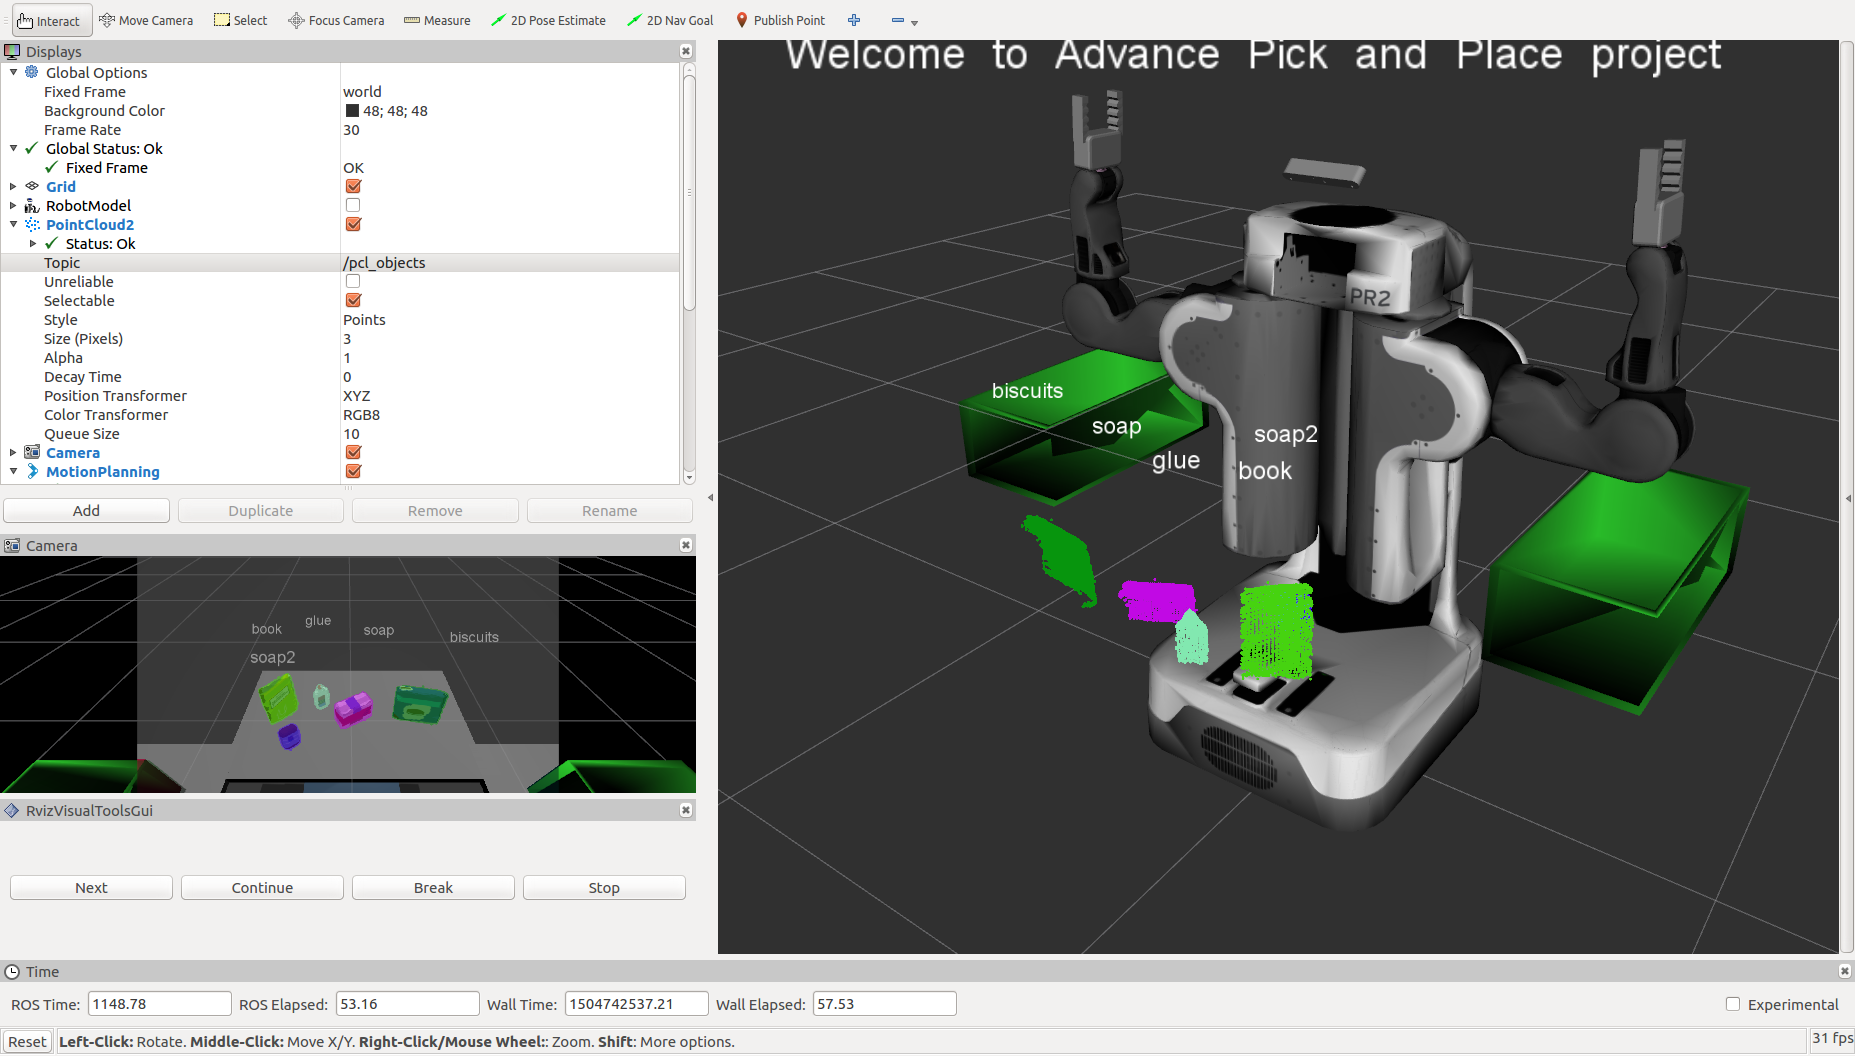 Interact Move Camera Select Focus Camera Measure 2D Pose Estimate 2D Nav Goal Publish Point
Displays
Global Options
Fixed Frame world
Background Color 48; 48; 48
Frame Rate 30
Global Status: Ok
Fixed Frame OK
Grid
RobotModel
PointCloud2
Status: Ok
Topic /pcl_objects
Unreliable
Selectable
Style Points
Size (Pixels) 3
Alpha 1
Decay Time 0
Position Transformer XYZ
Color Transformer RGB8
Queue Size 10
Camera
MotionPlanning
Add Duplicate Remove Rename
Camera
book glue soap biscuits
soap2
RvizVisualToolsGui
Next Continue Break Stop
Welcome to Advance Pick and Place project
PR2
biscuits
soap
soap2
glue
book
Time
ROS Time: 1148.78 ROS Elapsed: 53.16 Wall Time: 1504742537.21 Wall Elapsed: 57.53 Experimental
Reset Left-Click: Rotate. Middle-Click: Move X/Y. Right-Click/Mouse Wheel:: Zoom. Shift: More options. 31 fps